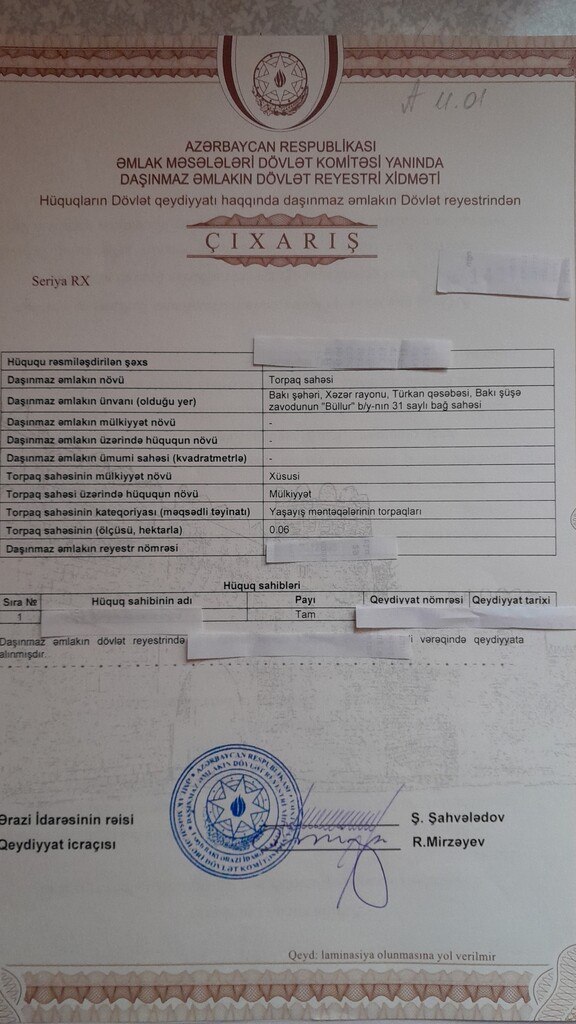 A 11.01
AZƏRBAYCAN RESPUBLİKASI
ƏMLAK MƏSƏLƏLƏRİ DÖVLƏT KOMİTƏSİ YANINDA
DAŞINMAZ ƏMLAKIN DÖVLƏT REYESTRİ XİDMƏTİ
Hüquqların Dövlət qeydiyyatı haqqında daşınmaz əmlakın Dövlət reyestrindən
ÇIXARIŞ
Seriya RX
Hüququ rəsmiləşdirilən şəxs
Daşınmaz əmlakın növü Torpaq sahəsi
Daşınmaz əmlakın ünvanı (olduğu yer) Bakı şəhəri, Xəzər rayonu, Türkan qəsəbəsi, Bakı şüşə
zavodunun "Büllur" b/y-nın 31 saylı bağ sahəsi
Daşınmaz əmlakın mülkiyyət növü -
Daşınmaz əmlakın üzərində hüququn növü -
Daşınmaz əmlakın ümumi sahəsi (kvadratmetrlə) -
Torpaq sahəsinin mülkiyyət növü Xüsusi
Torpaq sahəsi üzərində hüququn növü Mülkiyyət
Torpaq sahəsinin kateqoriyası (məqsədli təyinatı) Yaşayış məntəqələrinin torpaqları
Torpaq sahəsinin (ölçüsü, hektarla) 0.06
Daşınmaz əmlakın reyestr nömrəsi
Hüquq sahibləri
Sıra № Hüquq sahibinin adı Payı Qeydiyyat nömrəsi Qeydiyyat tarixi
1 Tam
Daşınmaz əmlakın dövlət reyestrində vərəqində qeydiyyata
alınmışdır.
Ərazi İdarəsinin rəisi Ş. Şahvələdov
Qeydiyyat icraçısı R.Mirzəyev
Qeyd: laminasiya olunmasına yol verilmir